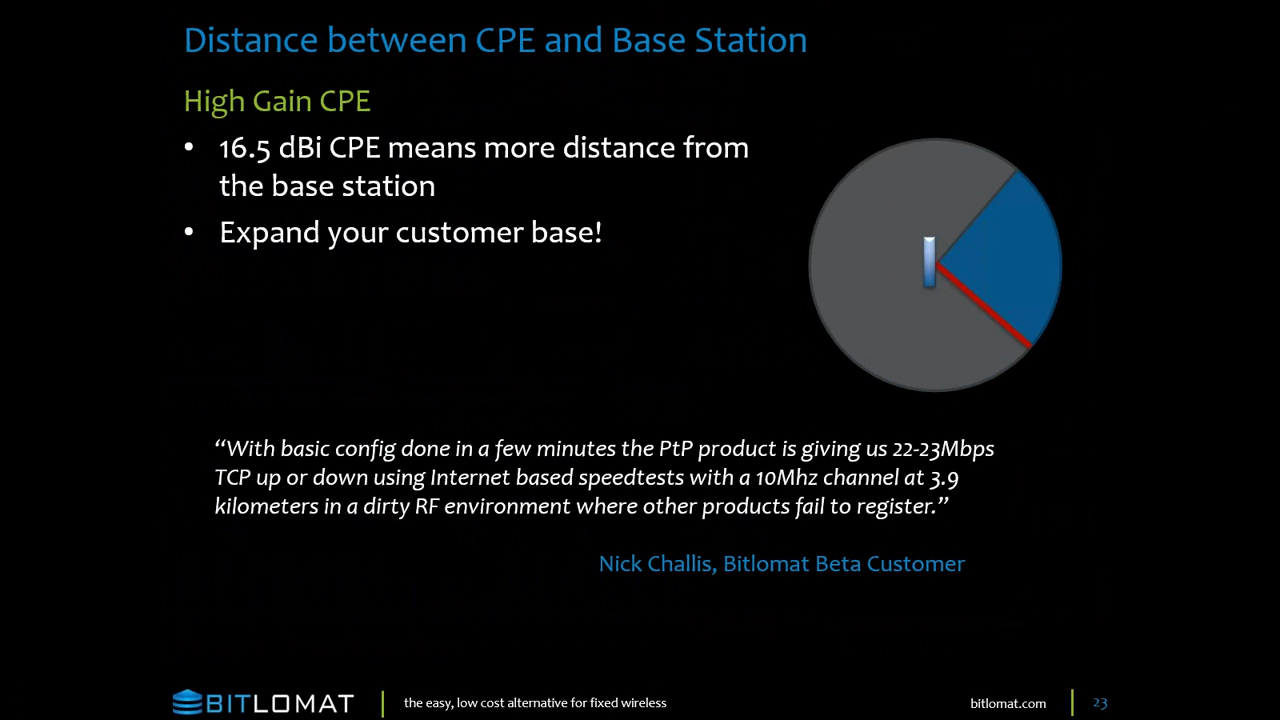 Distance between CPE and Base Station
High Gain CPE
• 16.5 dBi CPE means more distance from
the base station
• Expand your customer base!
“With basic config done in a few minutes the PtP product is giving us 22-23Mbps
TCP up or down using Internet based speedtests with a 10Mhz channel at 3.9
kilometers in a dirty RF environment where other products fail to register.”
Nick Challis, Bitlomat Beta Customer
BITLOMAT
the easy, low cost alternative for fixed wireless
bitlomat.com
23